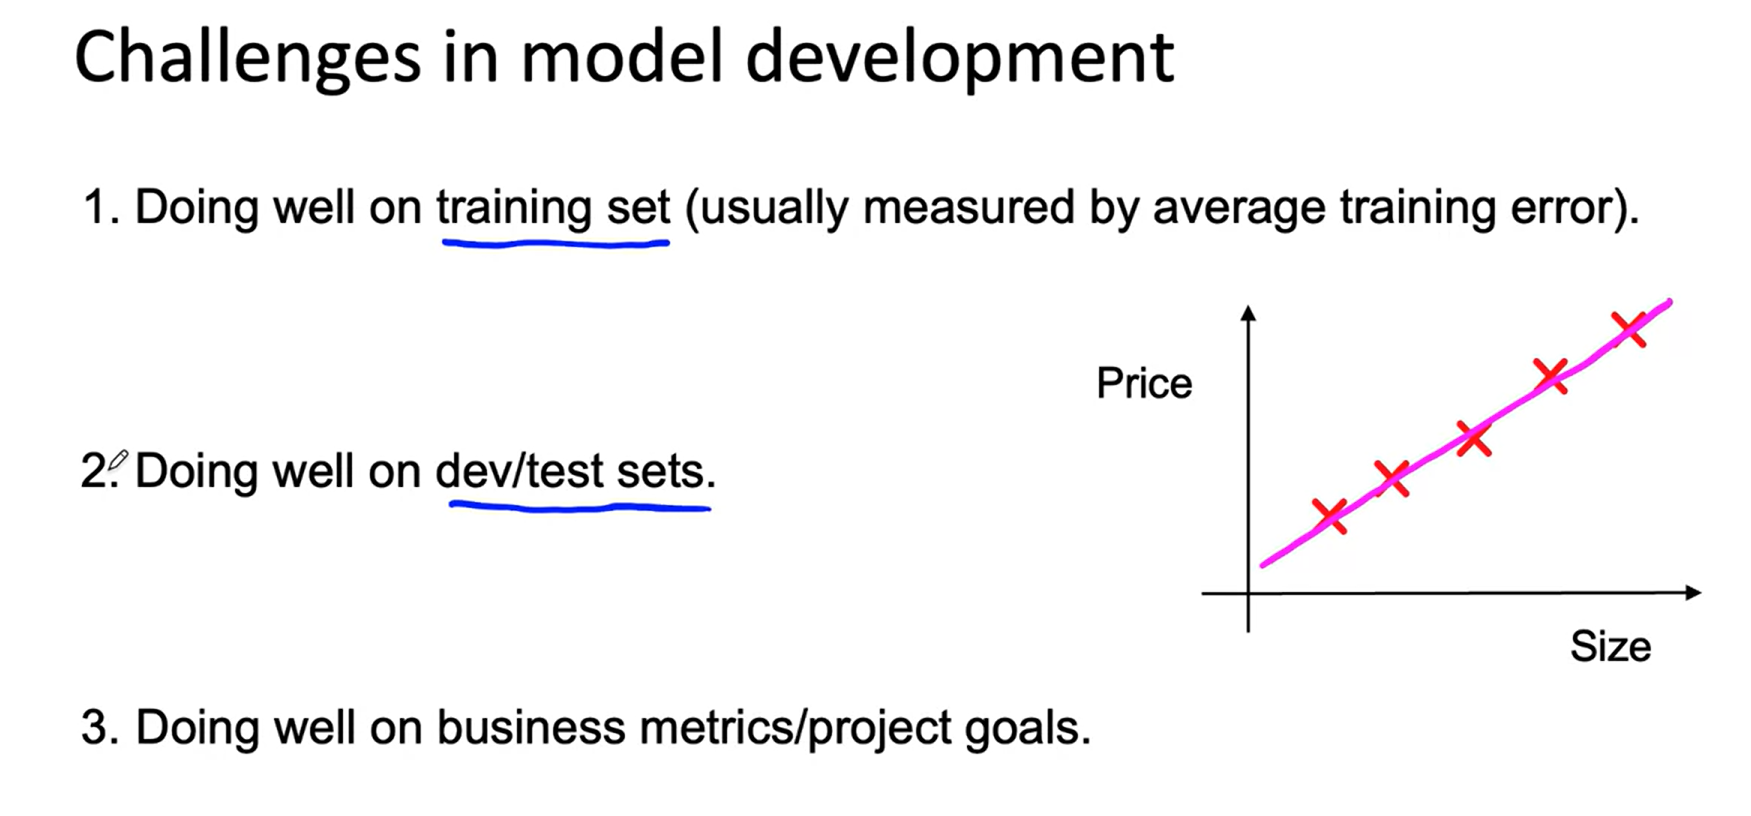 Challenges in model development
1. Doing well on training set (usually measured by average training error).
Price
2. Doing well on dev/test sets.
Size
3. Doing well on business metrics/project goals.